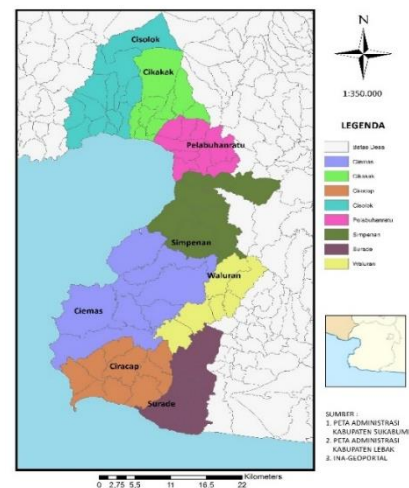 Cisolok
Cikakak
Pelabuhanratu
Simpenan
Waluran
Ciemas
Ciracap
Surade
Kilometers
0 2.75 5.5 11 16.5 22
N
1:350.000
LEGENDA
Batas Desa
Ciemas
Cikakak
Ciracap
Cisolok
Pelabuhanratu
Simpenan
Surade
Waluran
SUMBER :
1. PETA ADMINISTRASI
KABUPATEN SUKABUMI
2. PETA ADMINISTRASI
KABUPATEN LEBAK
3. INA-GEOPORTAL